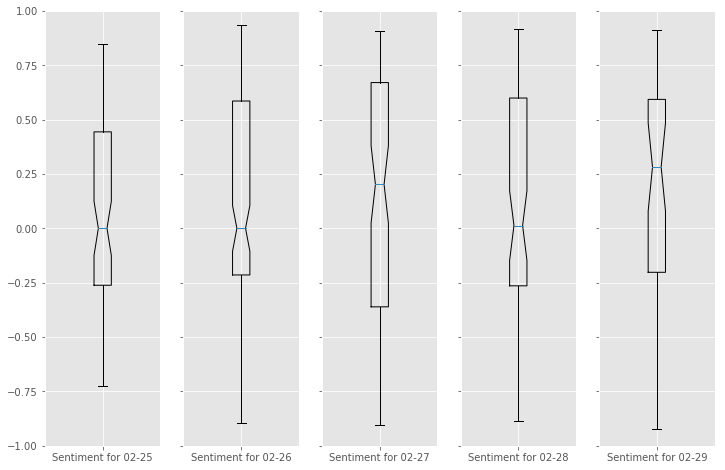 1.00
0.75
0.50
0.25
0.00
−0.25
−0.50
−0.75
−1.00
Sentiment for 02-25
Sentiment for 02-26
Sentiment for 02-27
Sentiment for 02-28
Sentiment for 02-29